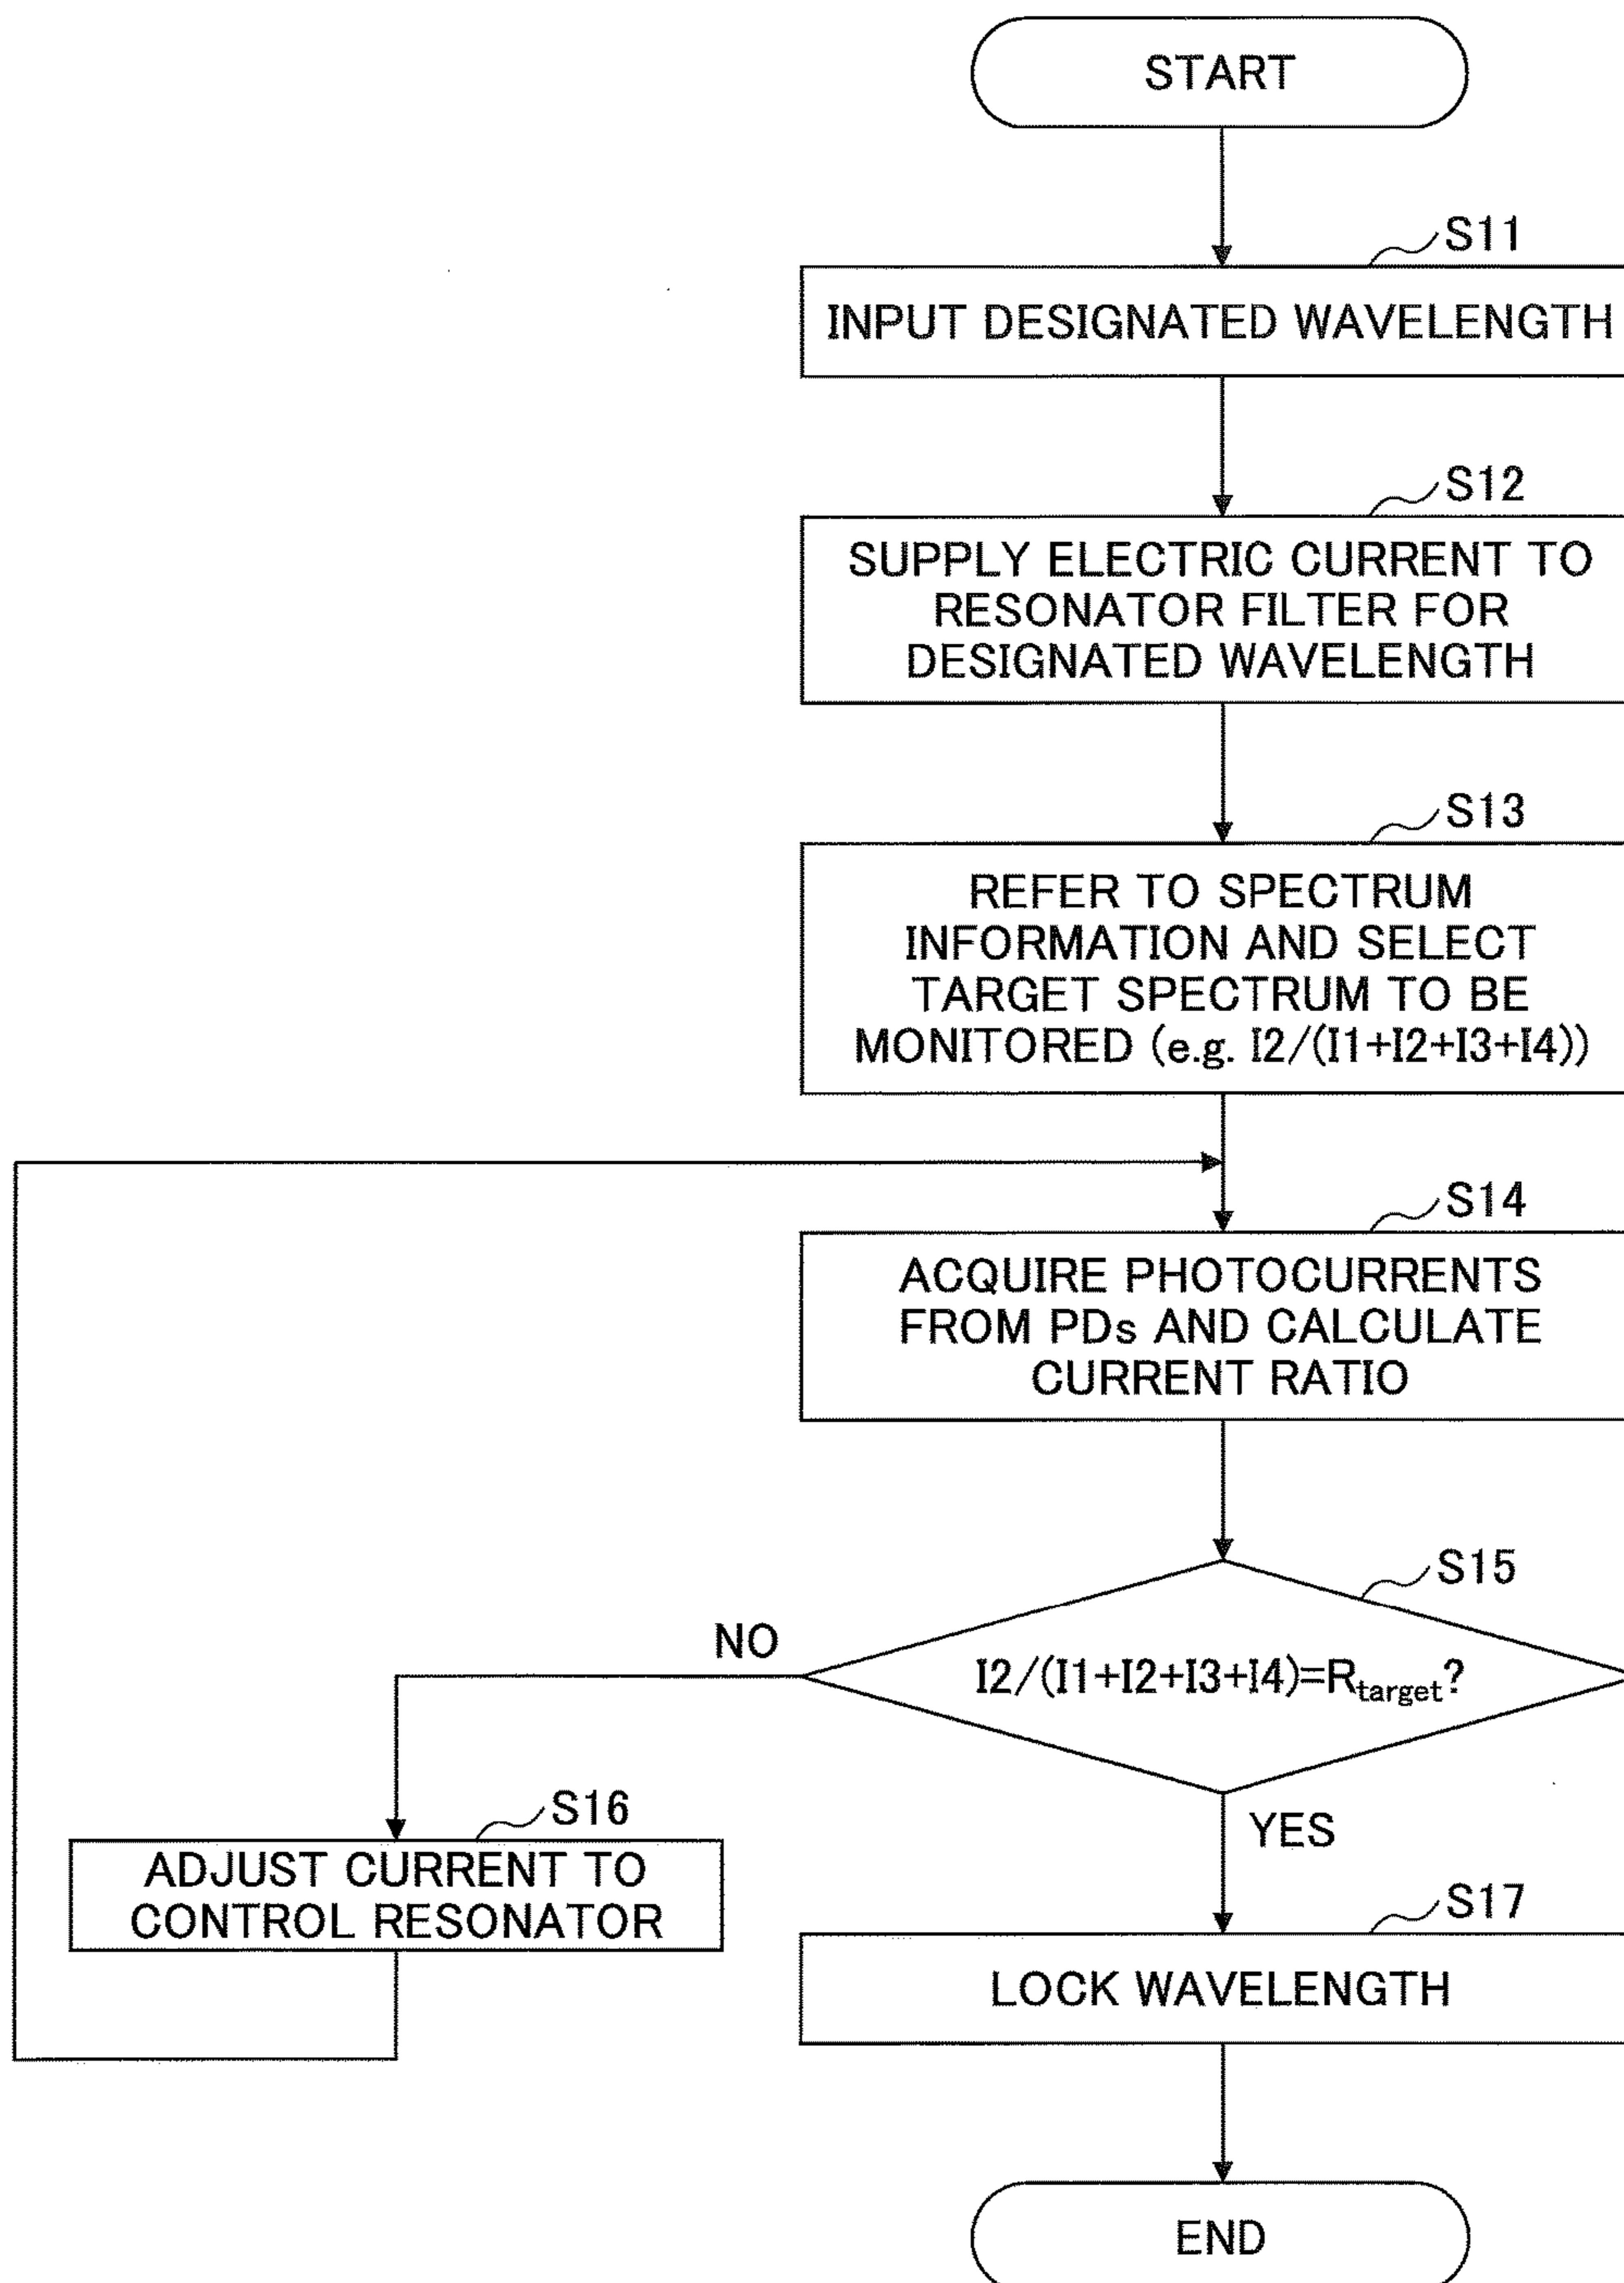 START
S11
INPUT DESIGNATED WAVELENGTH
S12
SUPPLY ELECTRIC CURRENT TO
RESONATOR FILTER FOR
DESIGNATED WAVELENGTH
S13
REFER TO SPECTRUM
INFORMATION AND SELECT
TARGET SPECTRUM TO BE
MONITORED (e.g. I2/(I1+I2+I3+I4))
S14
ACQUIRE PHOTOCURRENTS
FROM PDs AND CALCULATE
CURRENT RATIO
S15
NO
I2/(I1+I2+I3+I4)=Rtarget?
S16
YES
ADJUST CURRENT TO
CONTROL RESONATOR
S17
LOCK WAVELENGTH
END